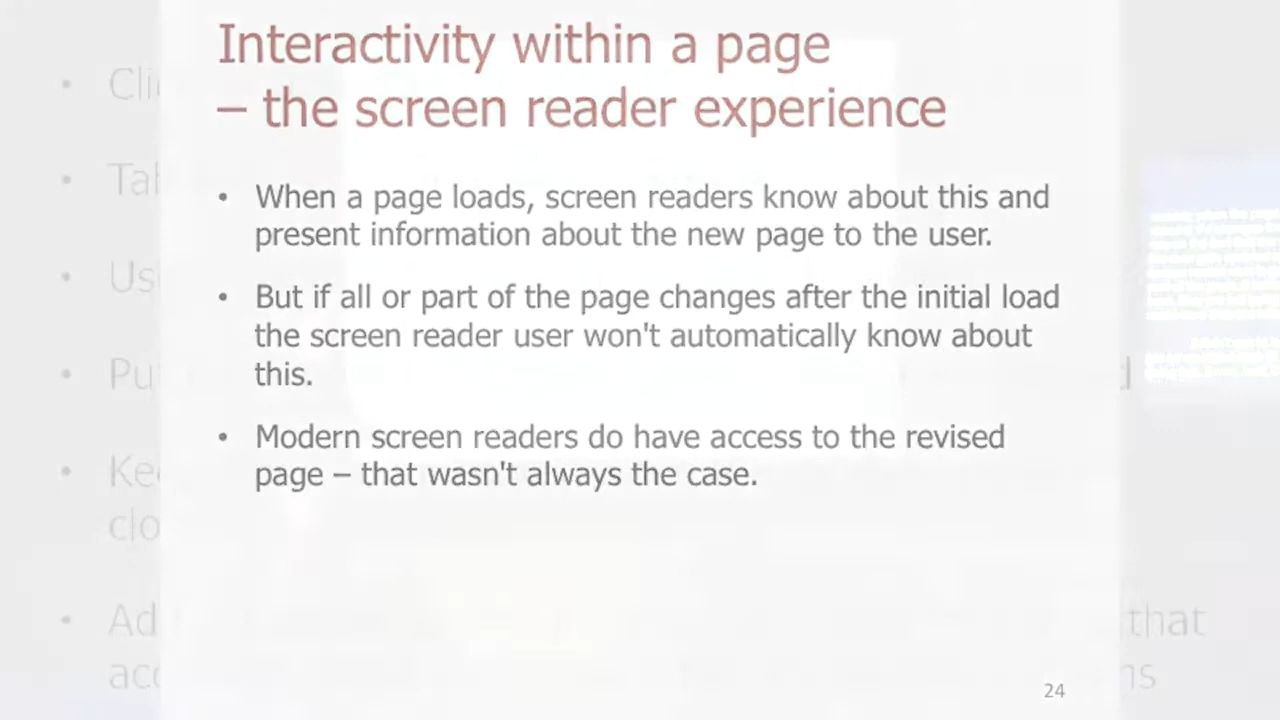 Interactivity within a page
– the screen reader experience
• When a page loads, screen readers know about this and
present information about the new page to the user.
• But if all or part of the page changes after the initial load
the screen reader user won't automatically know about
this.
• Modern screen readers do have access to the revised
page – that wasn't always the case.
that
24